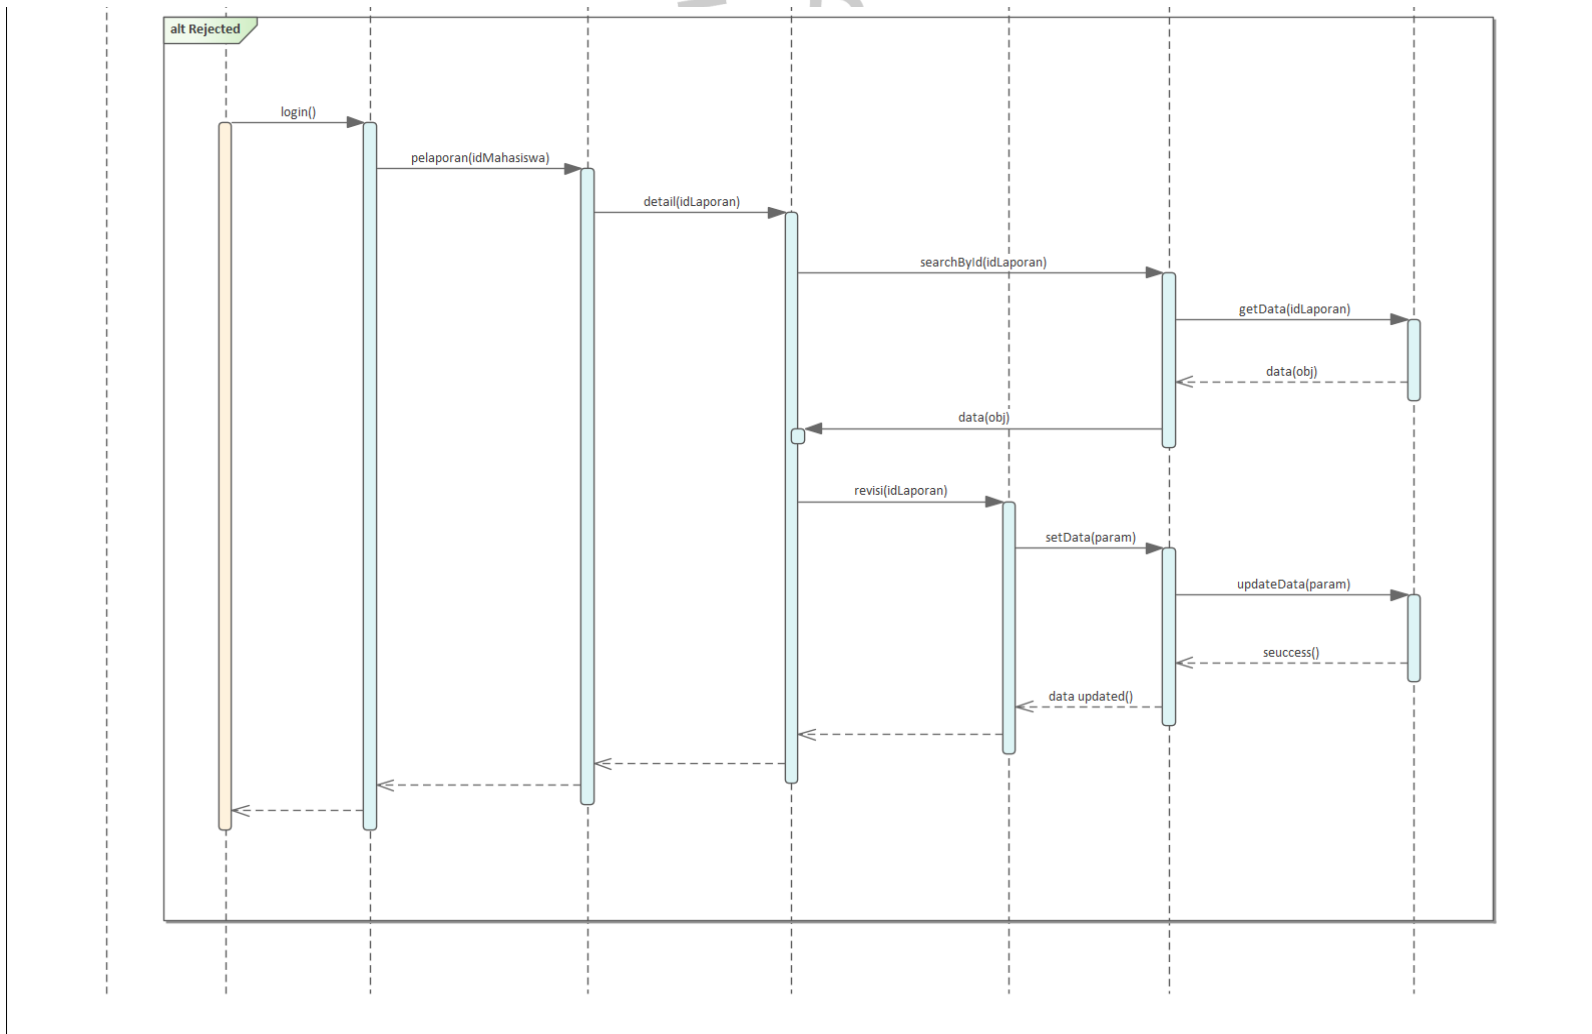 alt Rejected
login()
pelaporan(idMahasiswa)
detail(idLaporan)
searchById(idLaporan)
getData(idLaporan)
data(obj)
data(obj)
revisi(idLaporan)
setData(param)
updateData(param)
seuccess()
data updated()